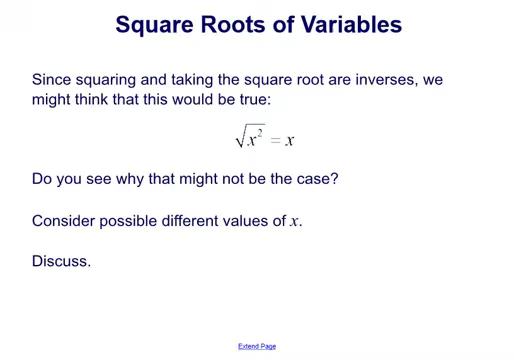 Square Roots of Variables
Since squaring and taking the square root are inverses, we
might think that this would be true:
√x² = x
Do you see why that might not be the case?
Consider possible different values of x.
Discuss.
Extend Page